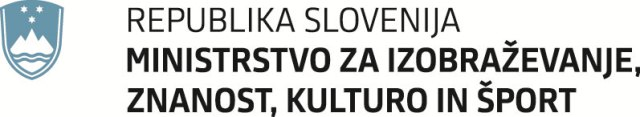 REPUBLIKA SLOVENIJA
MINISTRSTVO ZA IZOBRAŽEVANJE,
ZNANOST, KULTURO IN ŠPORT